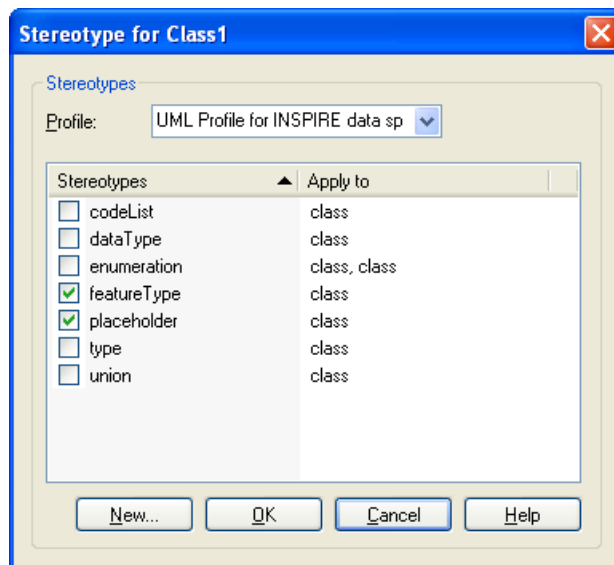 Stereotype for Class1
Stereotypes
Profile: UML Profile for INSPIRE data sp
Stereotypes Apply to
codeList class
dataType class
enumeration class, class
featureType class
placeholder class
type class
union class
New... OK Cancel Help